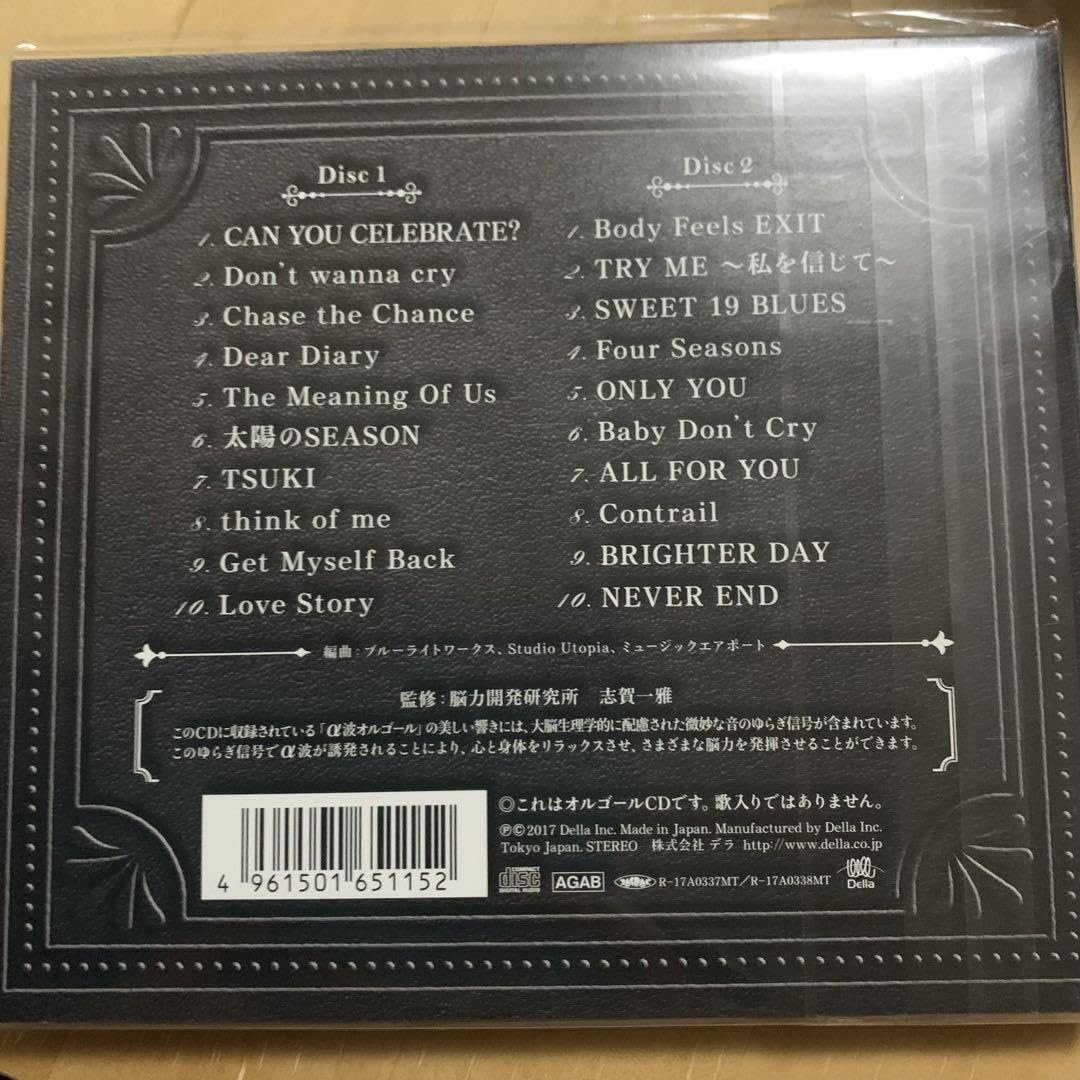 Disc 1
1. CAN YOU CELEBRATE?
2. Don't wanna cry
3. Chase the Chance
4. Dear Diary
5. The Meaning Of Us
6. 太陽のSEASON
7. TSUKI
8. think of me
9. Get Myself Back
10. Love Story
Disc 2
1. Body Feels EXIT
2. TRY ME ～私を信じて～
3. SWEET 19 BLUES
4. Four Seasons
5. ONLY YOU
6. Baby Don't Cry
7. ALL FOR YOU
8. Contrail
9. BRIGHTER DAY
10. NEVER END
編曲：ブルーライトワークス、Studio Utopia、ミュージックエアポート
監修：脳力開発研究所　志賀一雅
このCDに収録されている「α波オルゴール」の美しい響きには、大脳生理学的に配慮された微妙な音のゆらぎ信号が含まれています。
このゆらぎ信号でα波が誘発されることにより、心と身体をリラックスさせ、さまざまな脳力を発揮させることができます。
4 961501 651152
◎これはオルゴールCDです。歌入りではありません。
℗©2017 Della Inc. Made in Japan. Manufactured by Della Inc.
Tokyo Japan. STEREO　株式会社 デラ　http://www.della.co.jp
COMPACT disc DIGITAL AUDIO AGAB R-17A0337MT／R-17A0338MT Della